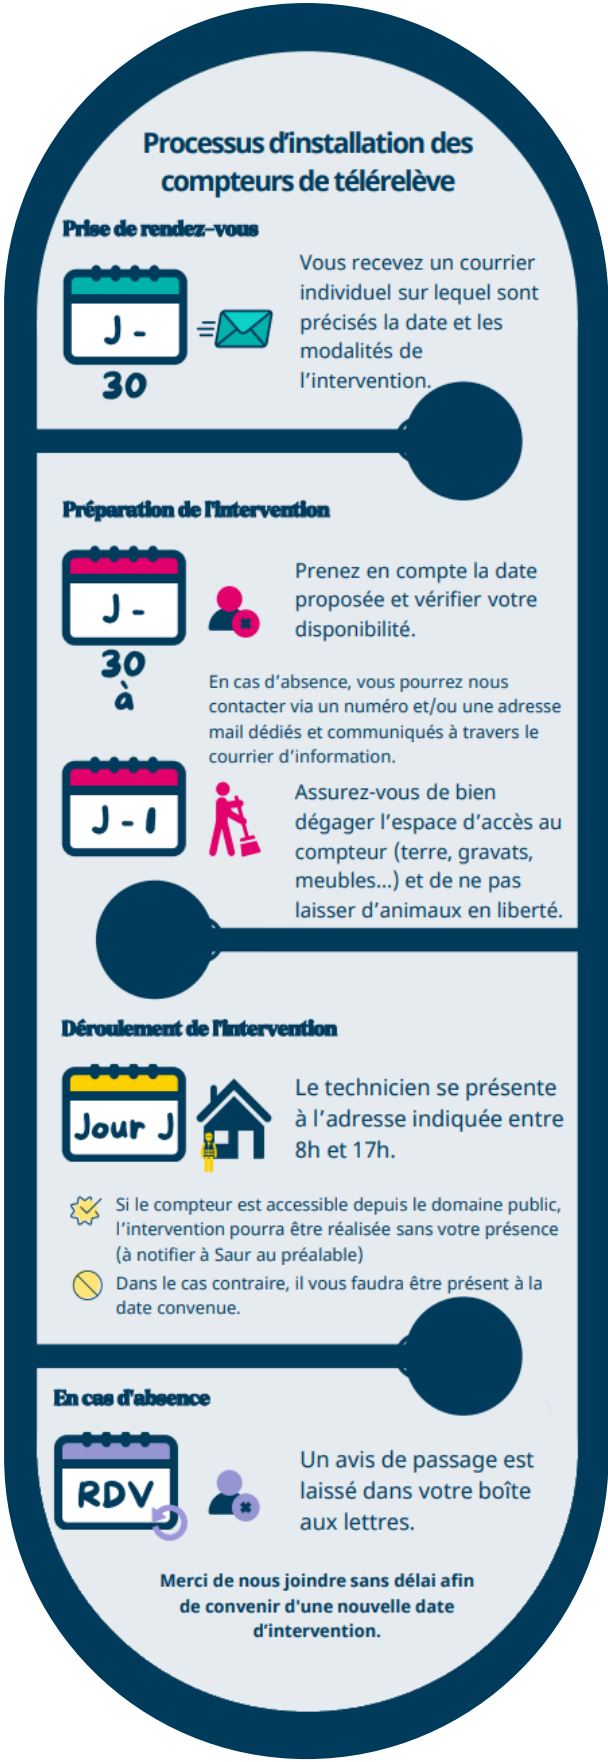 Processus d'installation des
compteurs de télérelève
Prise de rendez-vous
J -
30
Vous recevez un courrier
individuel sur lequel sont
précisés la date et les
modalités de
l'intervention.
Préparation de l'intervention
J -
30
à
Prenez en compte la date
proposée et vérifier votre
disponibilité.
En cas d'absence, vous pourrez nous
contacter via un numéro et/ou une adresse
mail dédiés et communiqués à travers le
courrier d'information.
J - 1
Assurez-vous de bien
dégager l'espace d'accès au
compteur (terre, gravats,
meubles...) et de ne pas
laisser d'animaux en liberté.
Déroulement de l'intervention
Jour J
Le technicien se présente
à l'adresse indiquée entre
8h et 17h.
Si le compteur est accessible depuis le domaine public,
l'intervention pourra être réalisée sans votre présence
(à notifier à Saur au préalable)
Dans le cas contraire, il vous faudra être présent à la
date convenue.
En cas d'absence
RDV
Un avis de passage est
laissé dans votre boîte
aux lettres.
Merci de nous joindre sans délai afin
de convenir d'une nouvelle date
d'intervention.